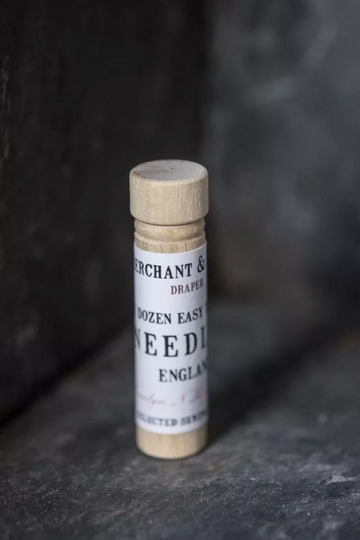 ERCHANT &
DRAPER
DOZEN EASY
NEEDL
ENGLAN
ELECTED SEWIN